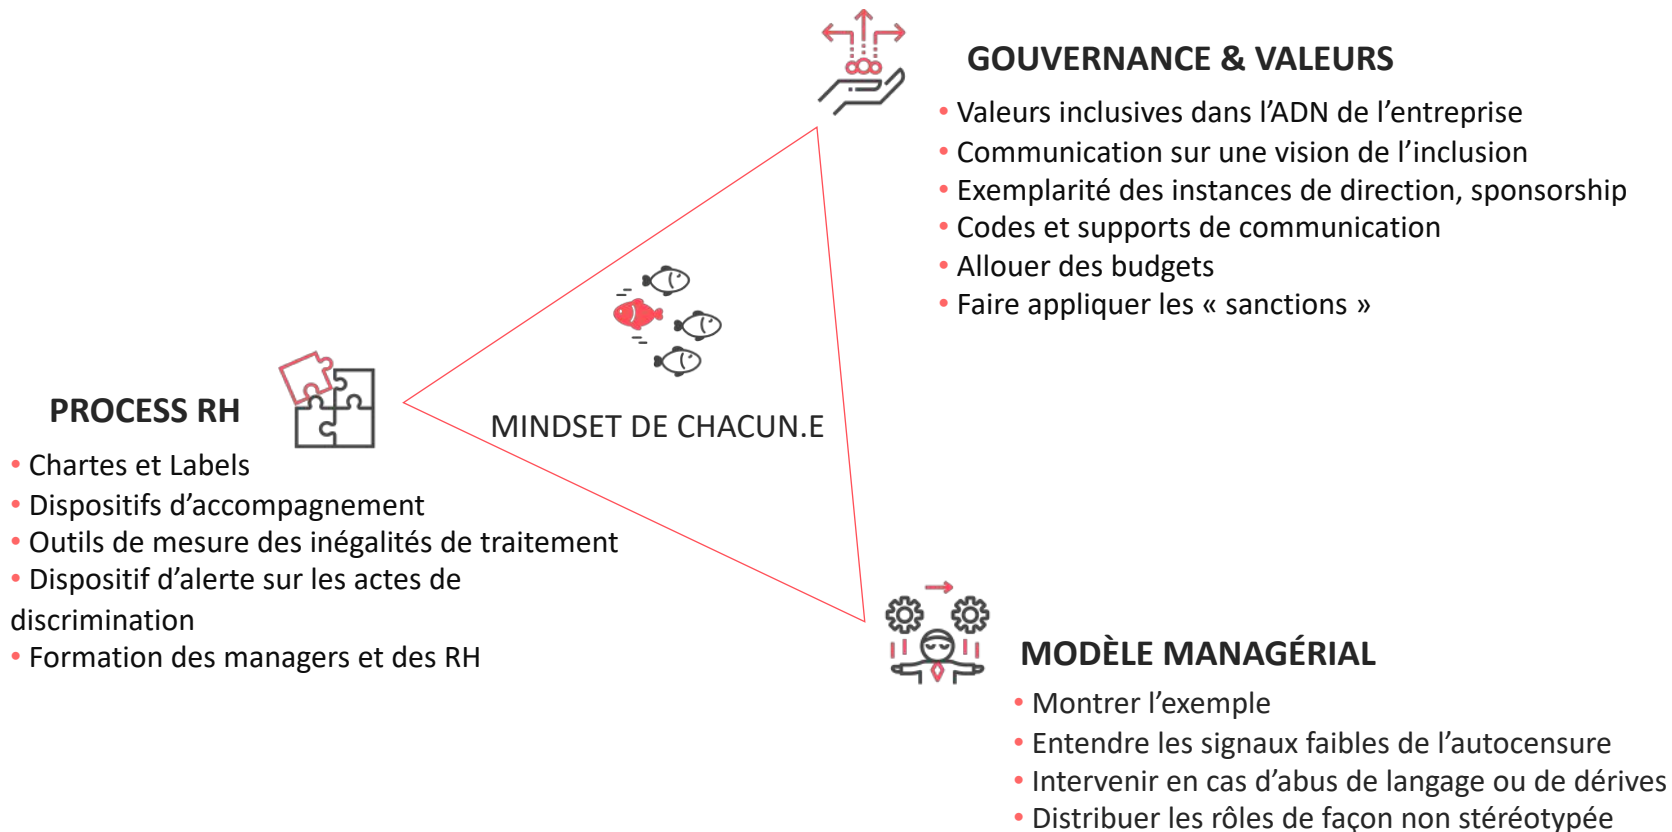 GOUVERNANCE & VALEURS
• Valeurs inclusives dans l’ADN de l’entreprise
• Communication sur une vision de l’inclusion
• Exemplarité des instances de direction, sponsorship
• Codes et supports de communication
• Allouer des budgets
• Faire appliquer les « sanctions »
MINDSET DE CHACUN.E
PROCESS RH
• Chartes et Labels
• Dispositifs d’accompagnement
• Outils de mesure des inégalités de traitement
• Dispositif d’alerte sur les actes de
discrimination
• Formation des managers et des RH
MODÈLE MANAGÉRIAL
• Montrer l’exemple
• Entendre les signaux faibles de l’autocensure
• Intervenir en cas d’abus de langage ou de dérives
• Distribuer les rôles de façon non stéréotypée